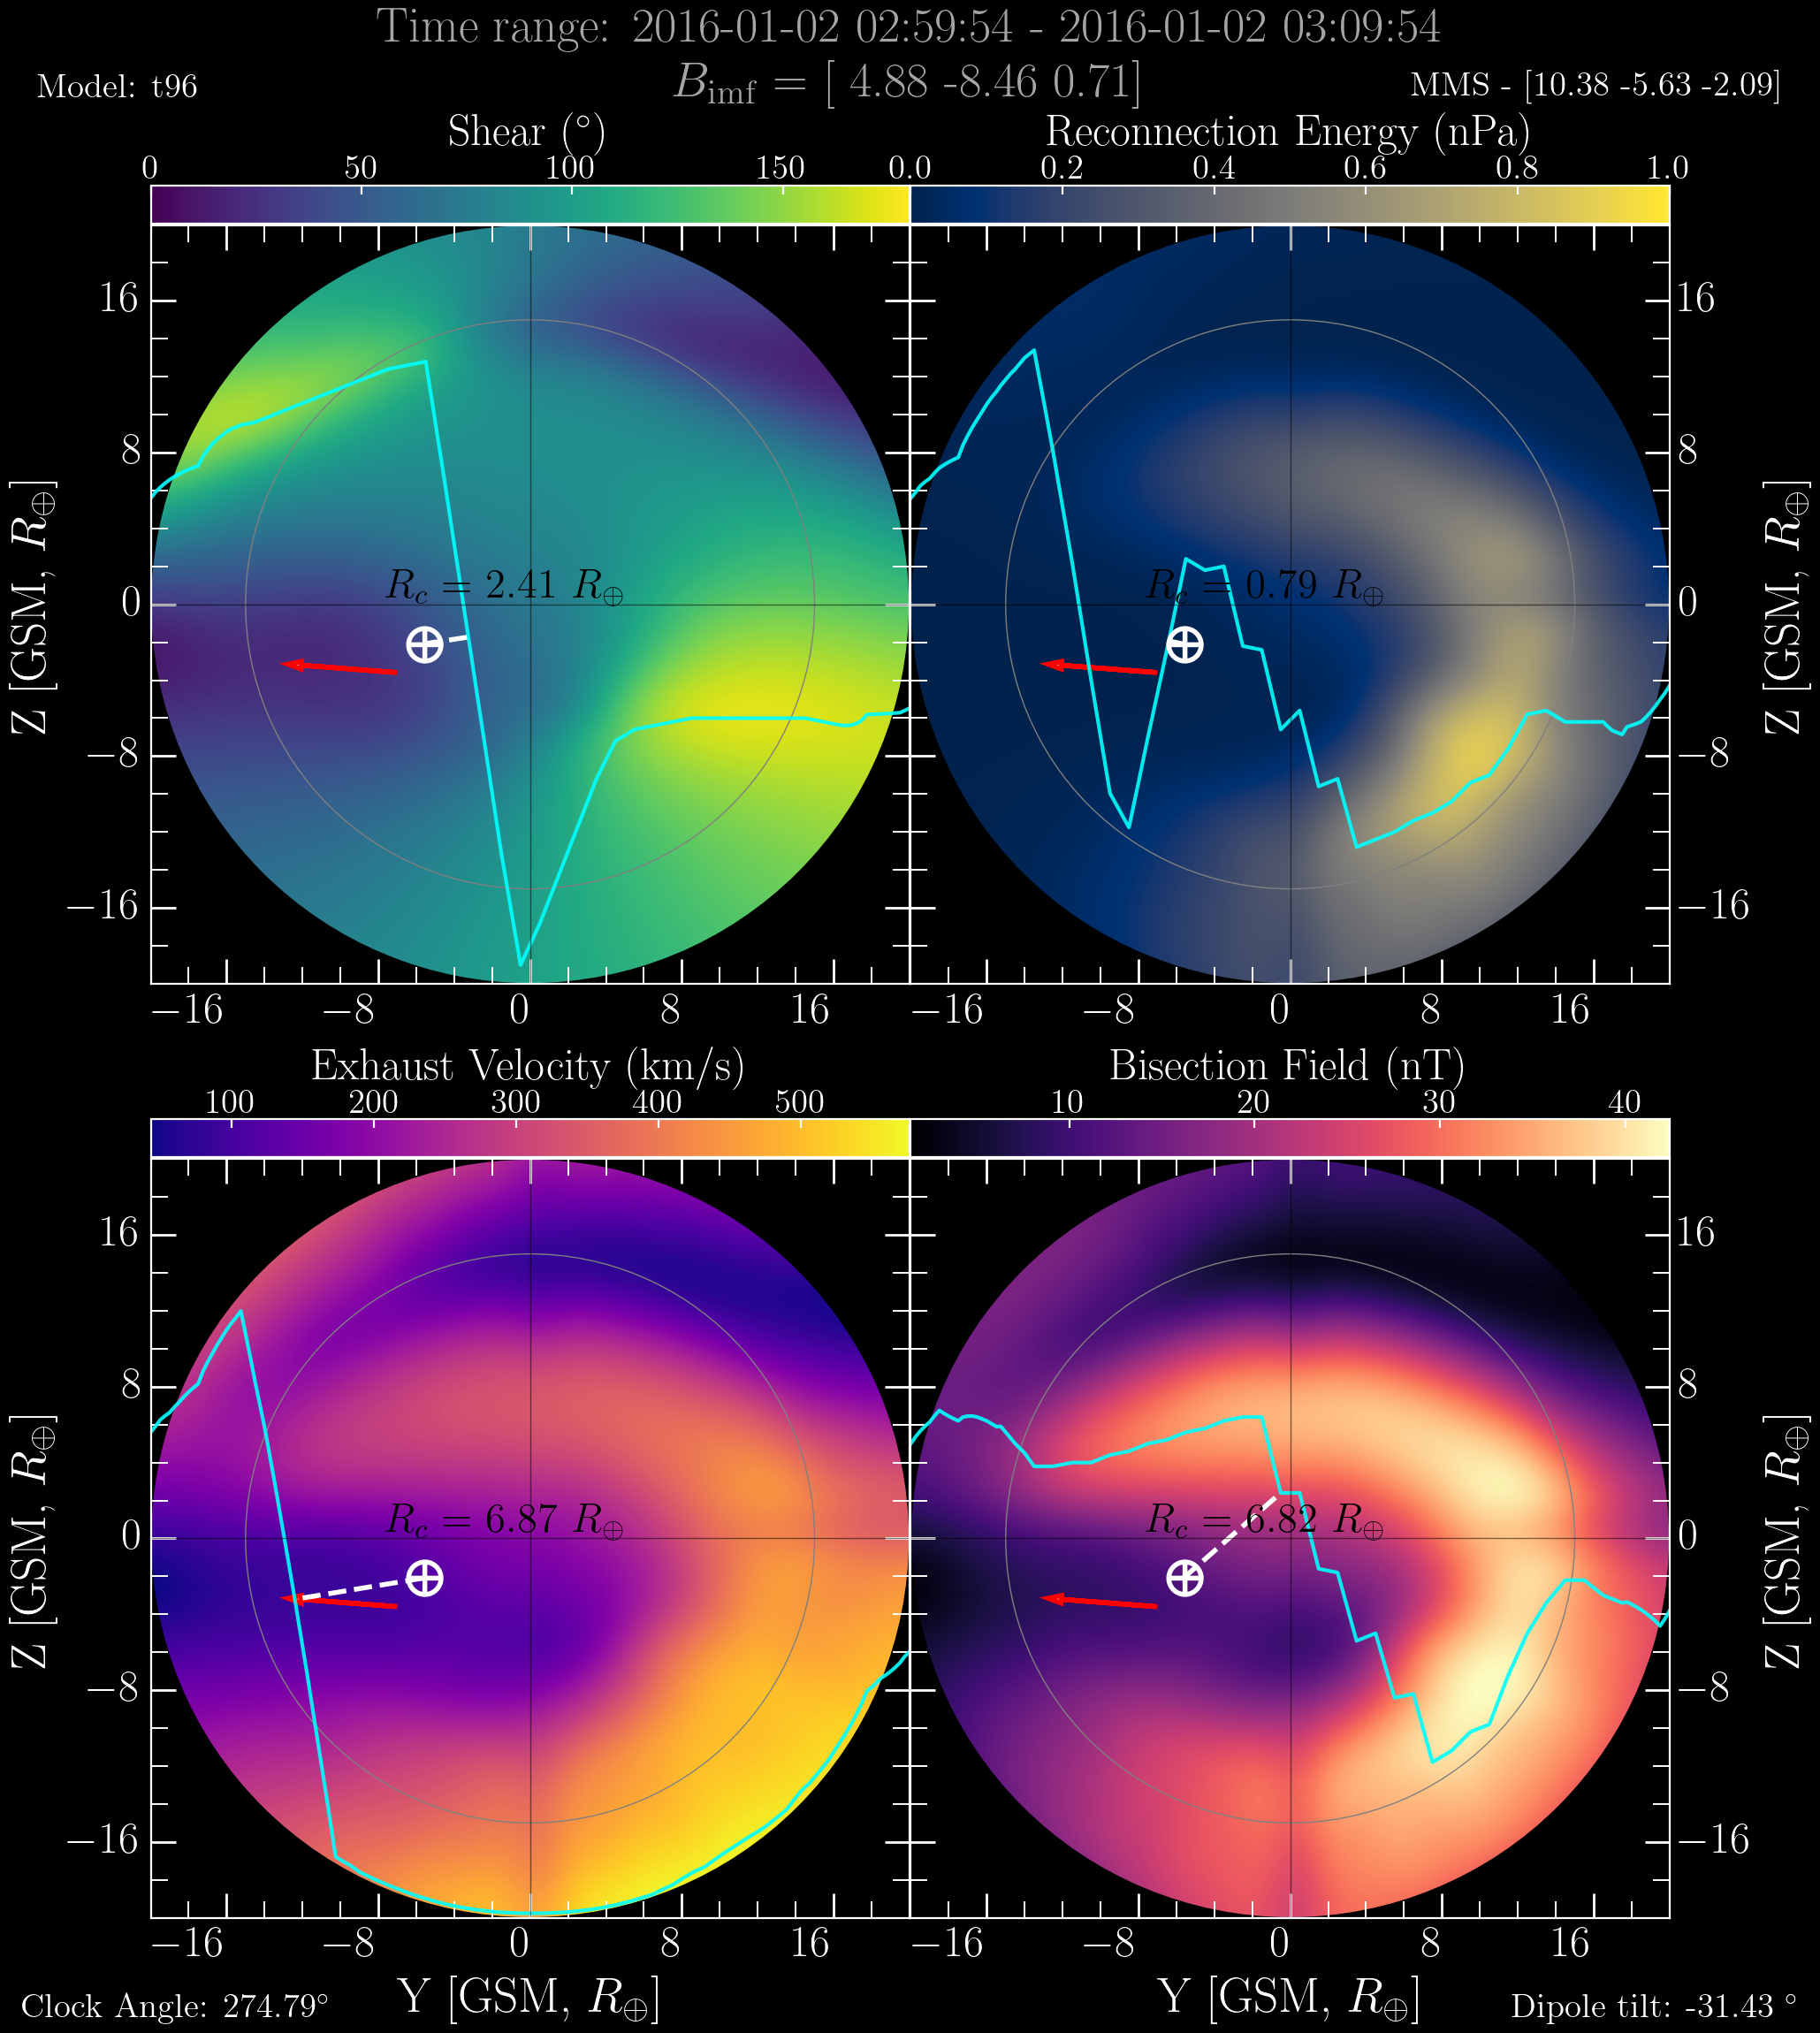 Time range: 2016-01-02 02:59:54 - 2016-01-02 03:09:54
Model: t96
B_imf = [ 4.88 -8.46 0.71]
MMS - [10.38 -5.63 -2.09]
Shear (°)
Reconnection Energy (nPa)
0 50 100 150 0.0 0.2 0.4 0.6 0.8 1.0
16 16
8 8
0 0
−8 −8
−16 −16
Z [GSM, R⊕]
Z [GSM, R⊕]
R_c = 2.41 R⊕
R_c = 0.79 R⊕
−16 −8 0 8 16 −16 −8 0 8 16
Exhaust Velocity (km/s)
Bisection Field (nT)
100 200 300 400 500 10 20 30 40
16 16
8 8
0 0
−8 −8
−16 −16
Z [GSM, R⊕]
Z [GSM, R⊕]
R_c = 6.87 R⊕
R_c = 6.82 R⊕
−16 −8 0 8 16 −16 −8 0 8 16
Y [GSM, R⊕]
Y [GSM, R⊕]
Clock Angle: 274.79°
Dipole tilt: -31.43 °